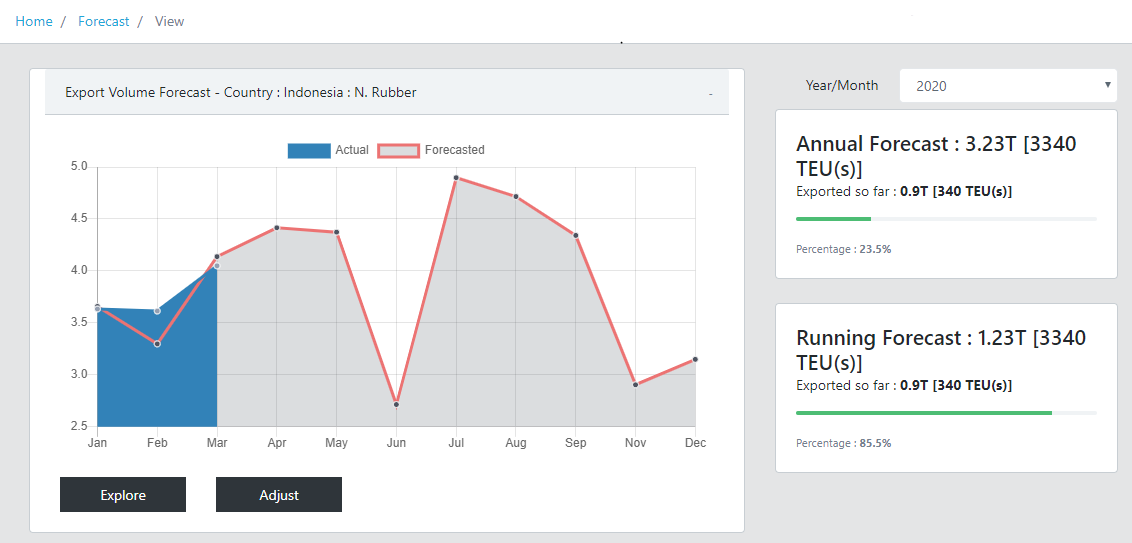 Home / Forecast / View
Export Volume Forecast - Country : Indonesia : N. Rubber -
Actual Forecasted
5.0
4.5
4.0
3.5
3.0
2.5
Jan Feb Mar Apr May Jun Jul Aug Sep Nov Dec
Explore Adjust
Year/Month 2020
Annual Forecast : 3.23T [3340
TEU(s)]
Exported so far : 0.9T [340 TEU(s)]
Percentage : 23.5%
Running Forecast : 1.23T [3340
TEU(s)]
Exported so far : 0.9T [340 TEU(s)]
Percentage : 85.5%